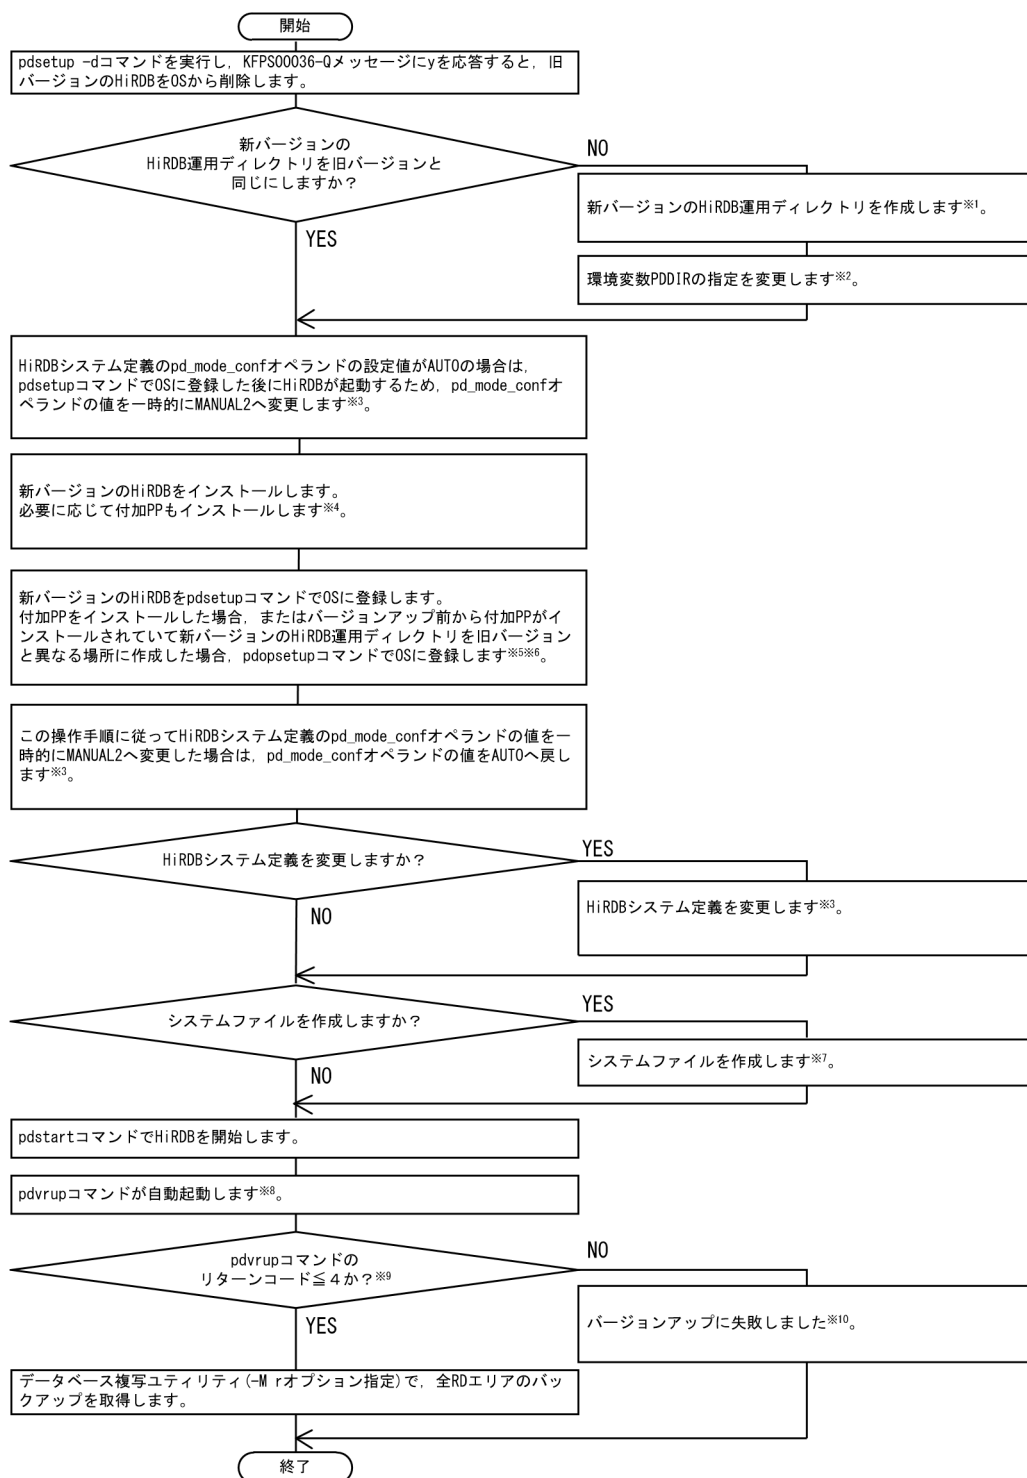 開始
pdsetup -dコマンドを実行し，KFPS00036-Qメッセージにyを応答すると，旧
バージョンのHiRDBをOSから削除します。
新バージョンの
HiRDB運用ディレクトリを旧バージョンと
同じにしますか？
NO
新バージョンのHiRDB運用ディレクトリを作成します※1。
YES
環境変数PDDIRの指定を変更します※2。
HiRDBシステム定義のpd_mode_confオペランドの設定値がAUTOの場合は，
pdsetupコマンドでOSに登録した後にHiRDBが起動するため，pd_mode_confオ
ペランドの値を一時的にMANUAL2へ変更します※3。
新バージョンのHiRDBをインストールします。
必要に応じて付加PPもインストールします※4。
新バージョンのHiRDBをpdsetupコマンドでOSに登録します。
付加PPをインストールした場合，またはバージョンアップ前から付加PPがイ
ンストールされていて新バージョンのHiRDB運用ディレクトリを旧バージョン
と異なる場所に作成した場合，pdopsetupコマンドでOSに登録します※5※6。
この操作手順に従ってHiRDBシステム定義のpd_mode_confオペランドの値を一
時的にMANUAL2へ変更した場合は，pd_mode_confオペランドの値をAUTOへ戻し
ます※3。
HiRDBシステム定義を変更しますか？
YES
HiRDBシステム定義を変更します※3。
NO
システムファイルを作成しますか？
YES
システムファイルを作成します※7。
NO
pdstartコマンドでHiRDBを開始します。
pdvrupコマンドが自動起動します※8。
pdvrupコマンドの
リターンコード≦４か？※9
NO
バージョンアップに失敗しました※10。
YES
データベース複写ユティリティ(-M rオプション指定)で，全RDエリアのバッ
クアップを取得します。
終了